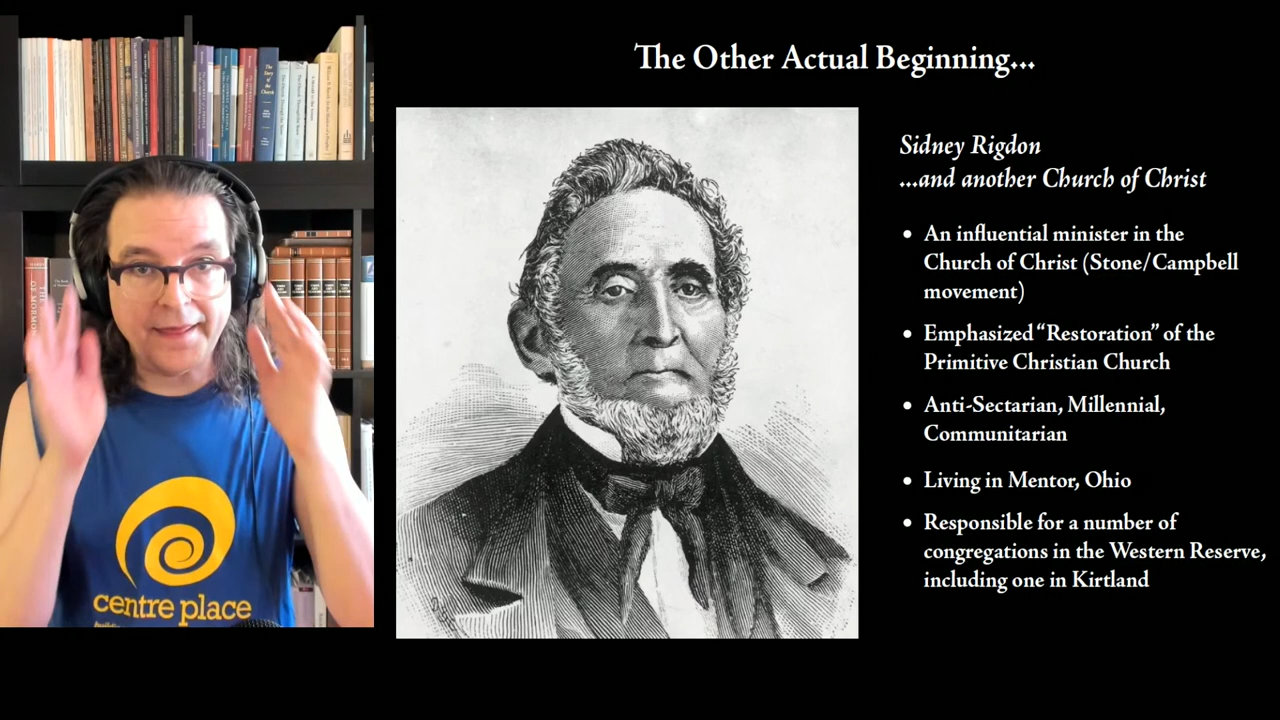 The Other Actual Beginning...
Sidney Rigdon
...and another Church of Christ
• An influential minister in the
Church of Christ (Stone/Campbell
movement)
• Emphasized “Restoration” of the
Primitive Christian Church
• Anti-Sectarian, Millennial,
Communitarian
• Living in Mentor, Ohio
• Responsible for a number of
congregations in the Western Reserve,
including one in Kirtland
centre place